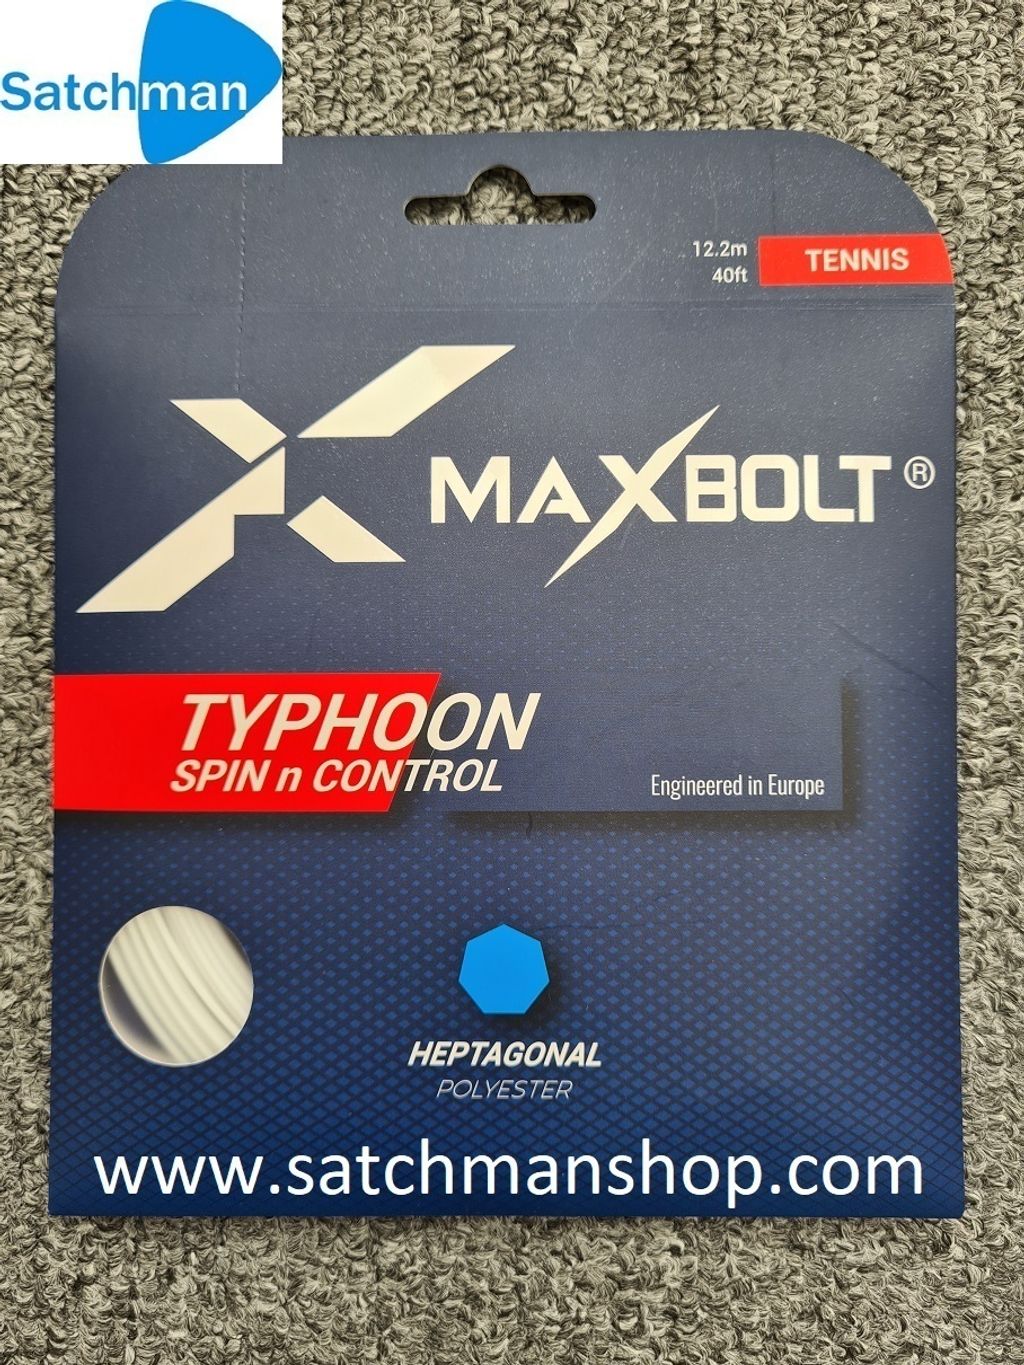 Satchman
12.2m
40ft
TENNIS
MAXBOLT®
TYPHOON
SPIN n CONTROL
Engineered in Europe
HEPTAGONAL
POLYESTER
www.satchmanshop.com